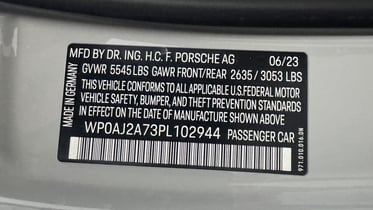 MFD BY DR. ING. H.C. F. PORSCHE AG 06/23
GVWR 5545 LBS GAWR FRONT/REAR 2635 / 3053 LBS
THIS VEHICLE CONFORMS TO ALL APPLICABLE U.S. FEDERAL MOTOR
VEHICLE SAFETY, BUMPER, AND THEFT PREVENTION STANDARDS
IN EFFECT ON THE DATE OF MANUFACTURE SHOWN ABOVE.
WP0AJ2A73PL102944 PASSENGER CAR
MADE IN GERMANY
971.010.016.DN